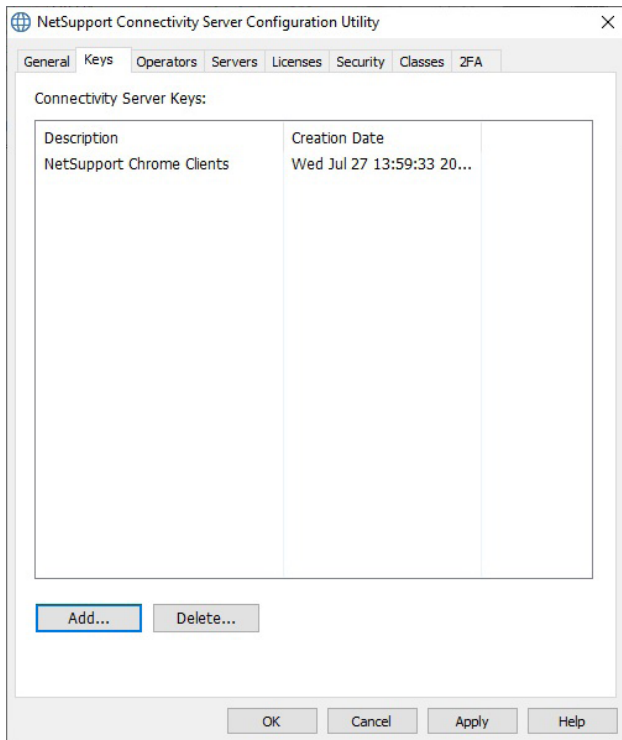 NetSupport Connectivity Server Configuration Utility
General Keys Operators Servers Licenses Security Classes 2FA
Connectivity Server Keys:
Description Creation Date
NetSupport Chrome Clients Wed Jul 27 13:59:33 20...
Add... Delete...
OK Cancel Apply Help